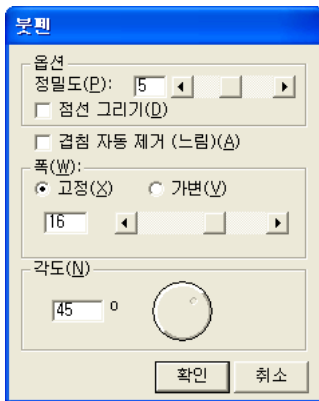 붓펜
옵션
정밀도(P): 5
점선 그리기(D)
겹침 자동 제거 (느림)(A)
폭(W):
고정(X) 가변(V)
16
각도(N)
45 º
확인 취소